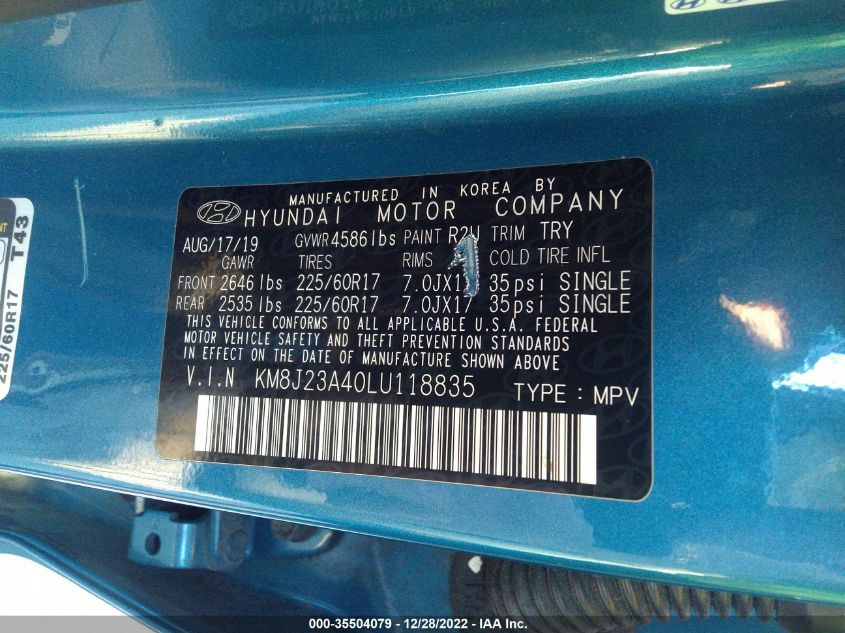 MANUFACTURED IN KOREA BY
HYUNDAI MOTOR COMPANY
AUG/17/19 GVWR 4586 lbs PAINT R2U TRIM TRY
GAWR TIRES RIMS COLD TIRE INFL
FRONT 2646 lbs 225/60R17 7.0JX17 35 psi SINGLE
REAR 2535 lbs 225/60R17 7.0JX17 35 psi SINGLE
THIS VEHICLE CONFORMS TO ALL APPLICABLE U.S.A. FEDERAL
MOTOR VEHICLE SAFETY AND THEFT PREVENTION STANDARDS
IN EFFECT ON THE DATE OF MANUFACTURE SHOWN ABOVE
V.I.N KM8J23A40LU118835 TYPE : MPV
225/60R17 T43
000-35504079 - 12/28/2022 - IAA Inc.